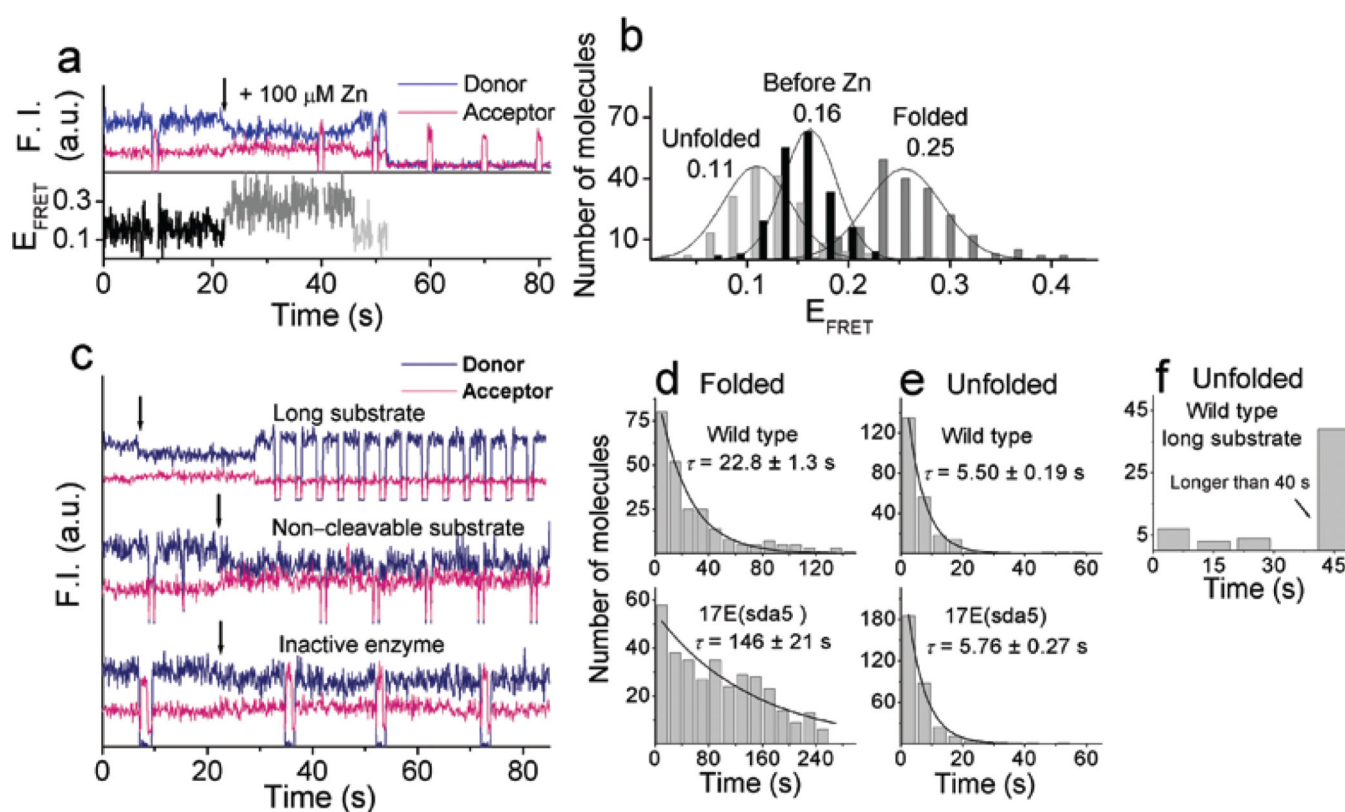 a
+ 100 μM Zn
Donor
Acceptor
F. I.
(a.u.)
E_FRET
0.3
0.1
0 20 40 60 80
Time (s)
b
Number of molecules
70
40
10
Unfolded
0.11
Before Zn
0.16
Folded
0.25
0.1 0.2 0.3 0.4
E_FRET
c
Donor
Acceptor
Long substrate
Non–cleavable substrate
Inactive enzyme
F.I. (a.u.)
0 20 40 60 80
Time (s)
d Folded
Number of molecules
75
50
25
0
Wild type
τ = 22.8 ± 1.3 s
0 40 80 120
60
40
20
17E(sda5 )
τ = 146 ± 21 s
0 80 160 240
Time (s)
e Unfolded
120
80
40
0
Wild type
τ = 5.50 ± 0.19 s
0 20 40 60
180
120
60
17E(sda5)
τ = 5.76 ± 0.27 s
0 20 40 60
Time (s)
f Unfolded
45
25
5
Wild type
long substrate
Longer than 40 s
0 15 30 45
Time (s)